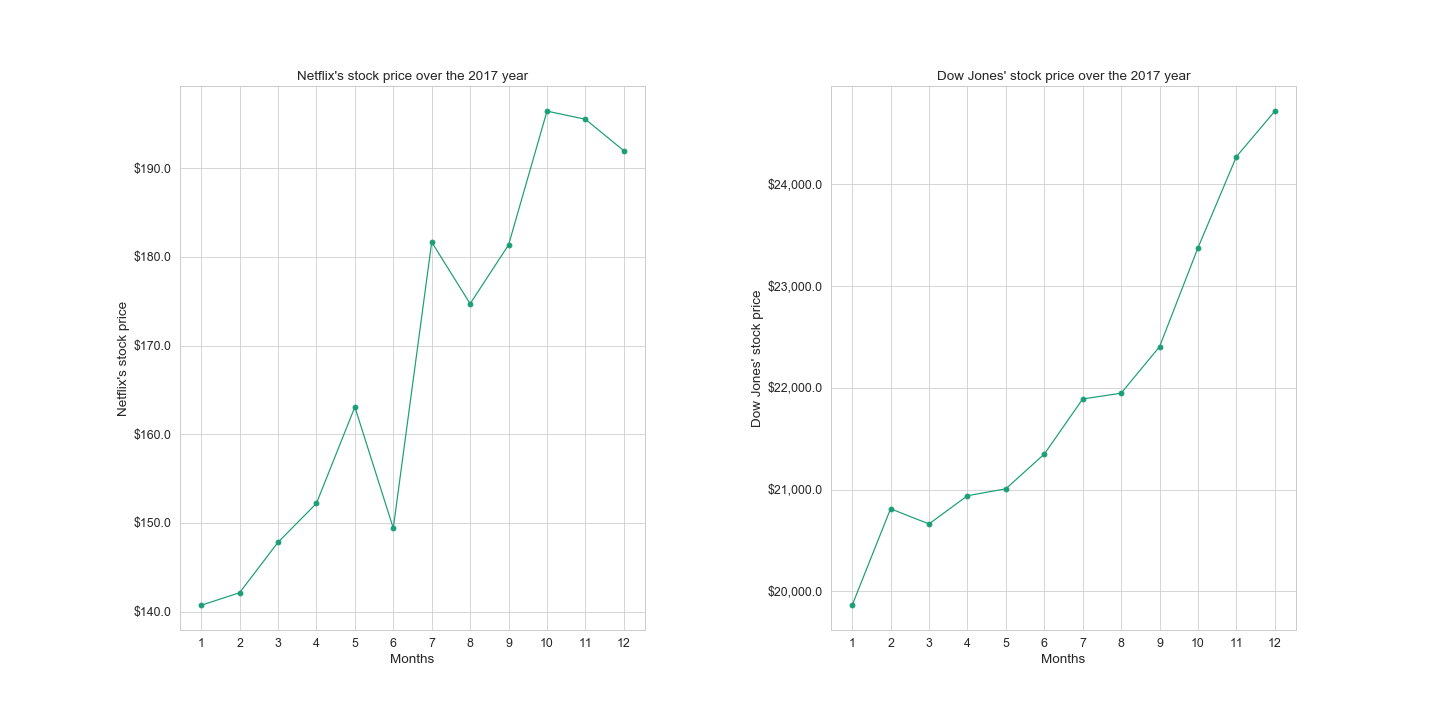 Netflix's stock price over the 2017 year
Netflix's stock price
$190.0
$180.0
$170.0
$160.0
$150.0
$140.0
1 2 3 4 5 6 7 8 9 10 11 12
Months
Dow Jones' stock price over the 2017 year
Dow Jones' stock price
$24,000.0
$23,000.0
$22,000.0
$21,000.0
$20,000.0
1 2 3 4 5 6 7 8 9 10 11 12
Months